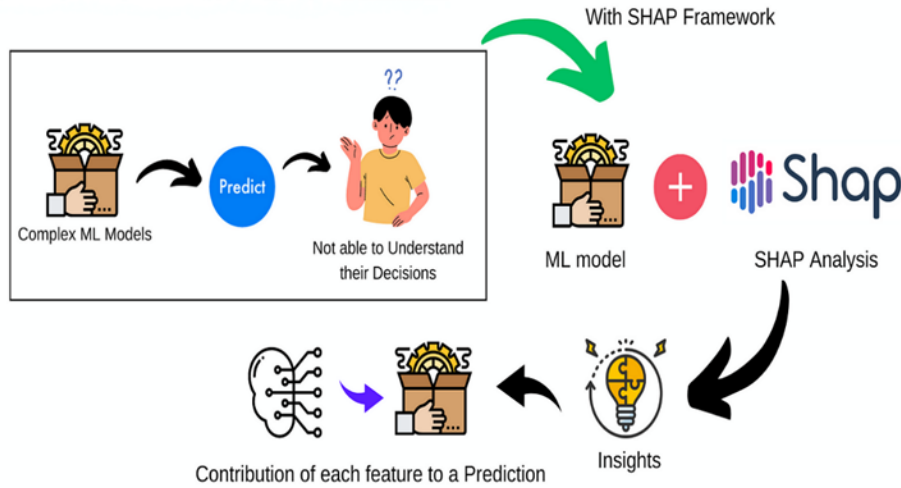 With SHAP Framework
??
Predict
Complex ML Models
Not able to Understand
their Decisions
Shap
ML model
SHAP Analysis
Insights
Contribution of each feature to a Prediction